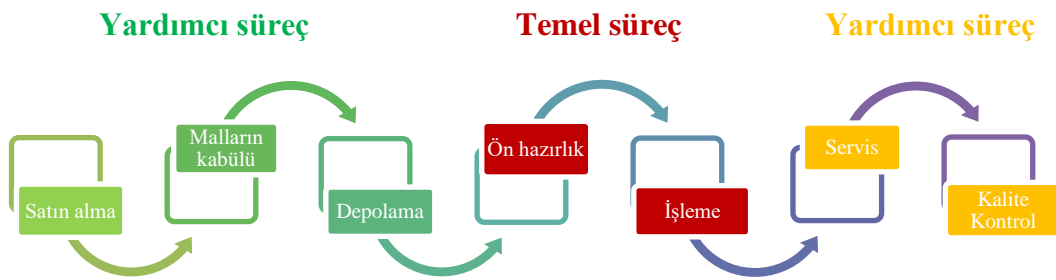 Yardımcı süreç
Temel süreç
Yardımcı süreç
Satın alma
Malların
kabülü
Depolama
Ön hazırlık
İşleme
Servis
Kalite
Kontrol